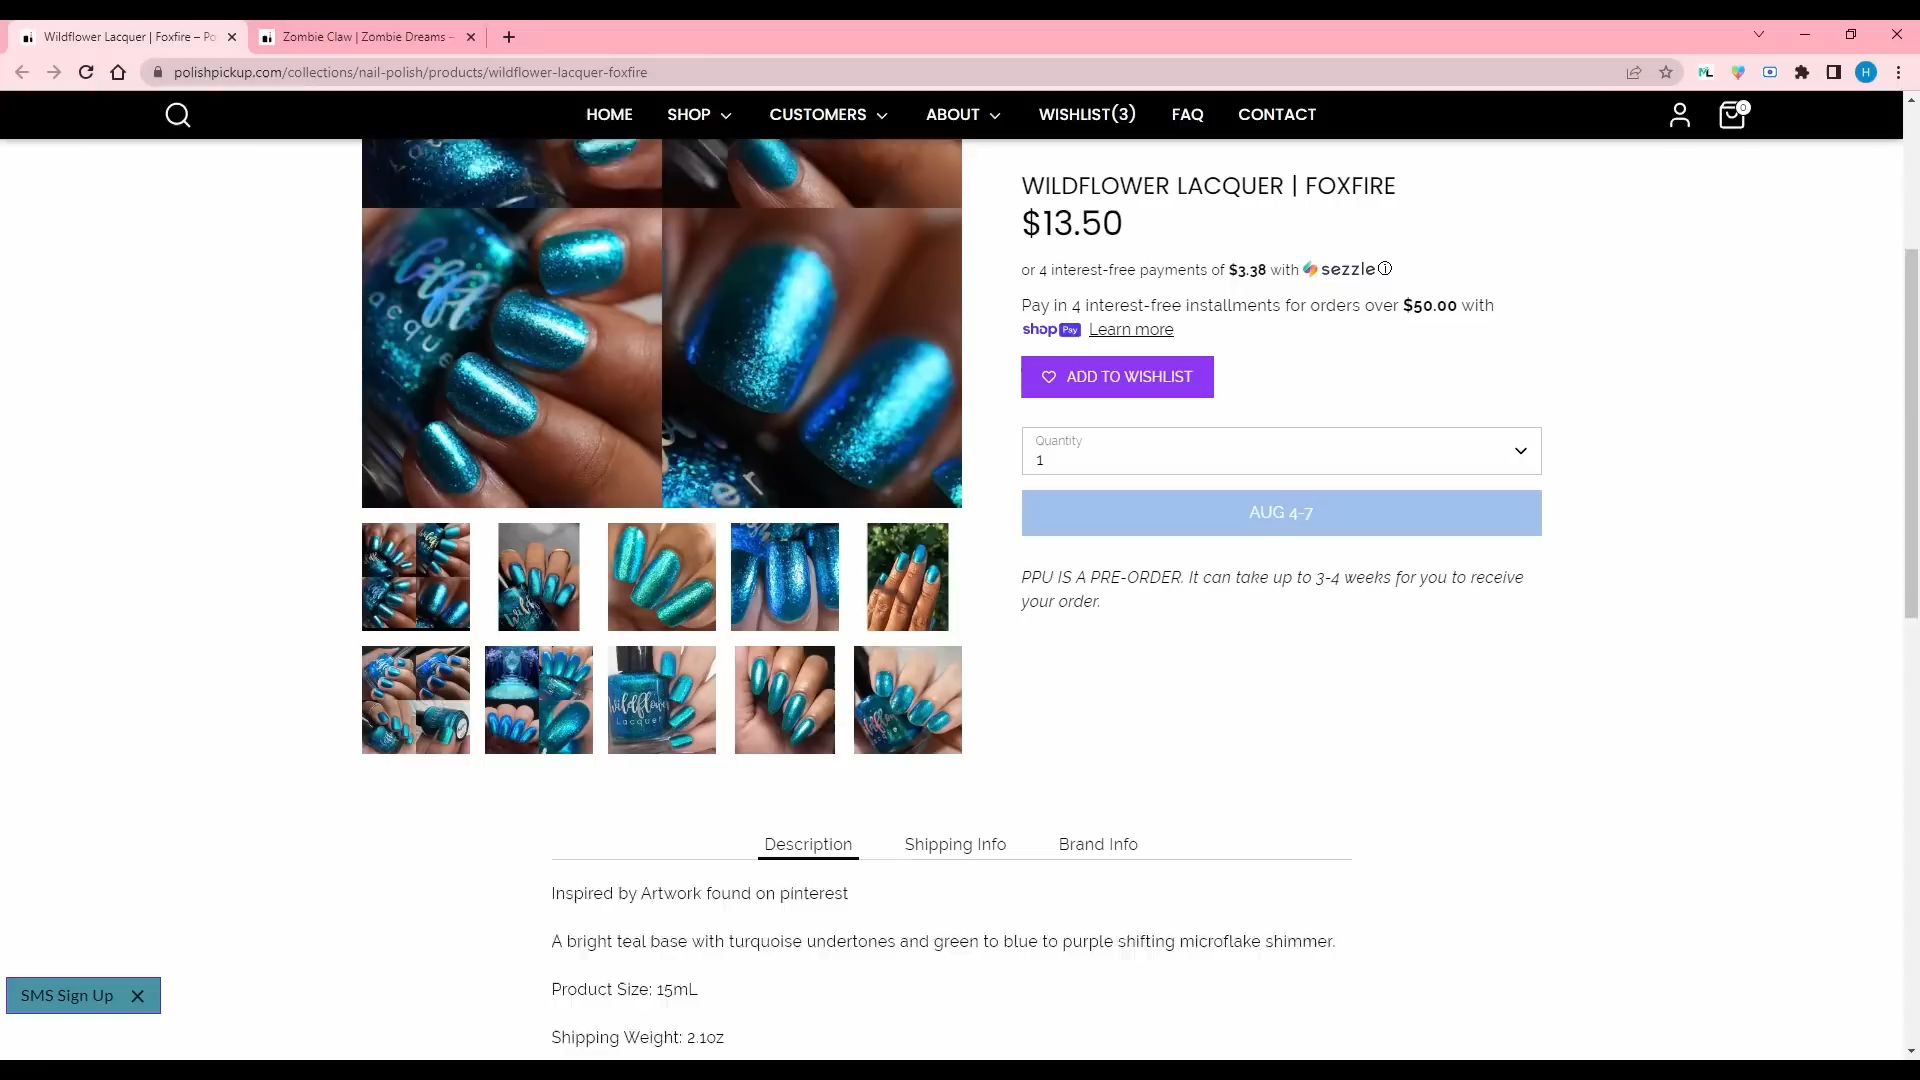 Wildflower Lacquer | Foxfire – Po
Zombie Claw | Zombie Dreams –
polishpickup.com/collections/nail-polish/products/wildflower-lacquer-foxfire
H
HOME
SHOP
CUSTOMERS
ABOUT
WISHLIST(3)
FAQ
CONTACT
0
WILDFLOWER LACQUER | FOXFIRE
$13.50
or 4 interest-free payments of $3.38 with sezzle
Pay in 4 interest-free installments for orders over $50.00 with
shop Pay Learn more
ADD TO WISHLIST
Quantity
1
AUG 4-7
PPU IS A PRE-ORDER. It can take up to 3-4 weeks for you to receive
your order.
Wildflower
Lacquer
Description
Shipping Info
Brand Info
Inspired by Artwork found on pinterest
A bright teal base with turquoise undertones and green to blue to purple shifting microflake shimmer.
Product Size: 15mL
Shipping Weight: 2.1oz
SMS Sign Up